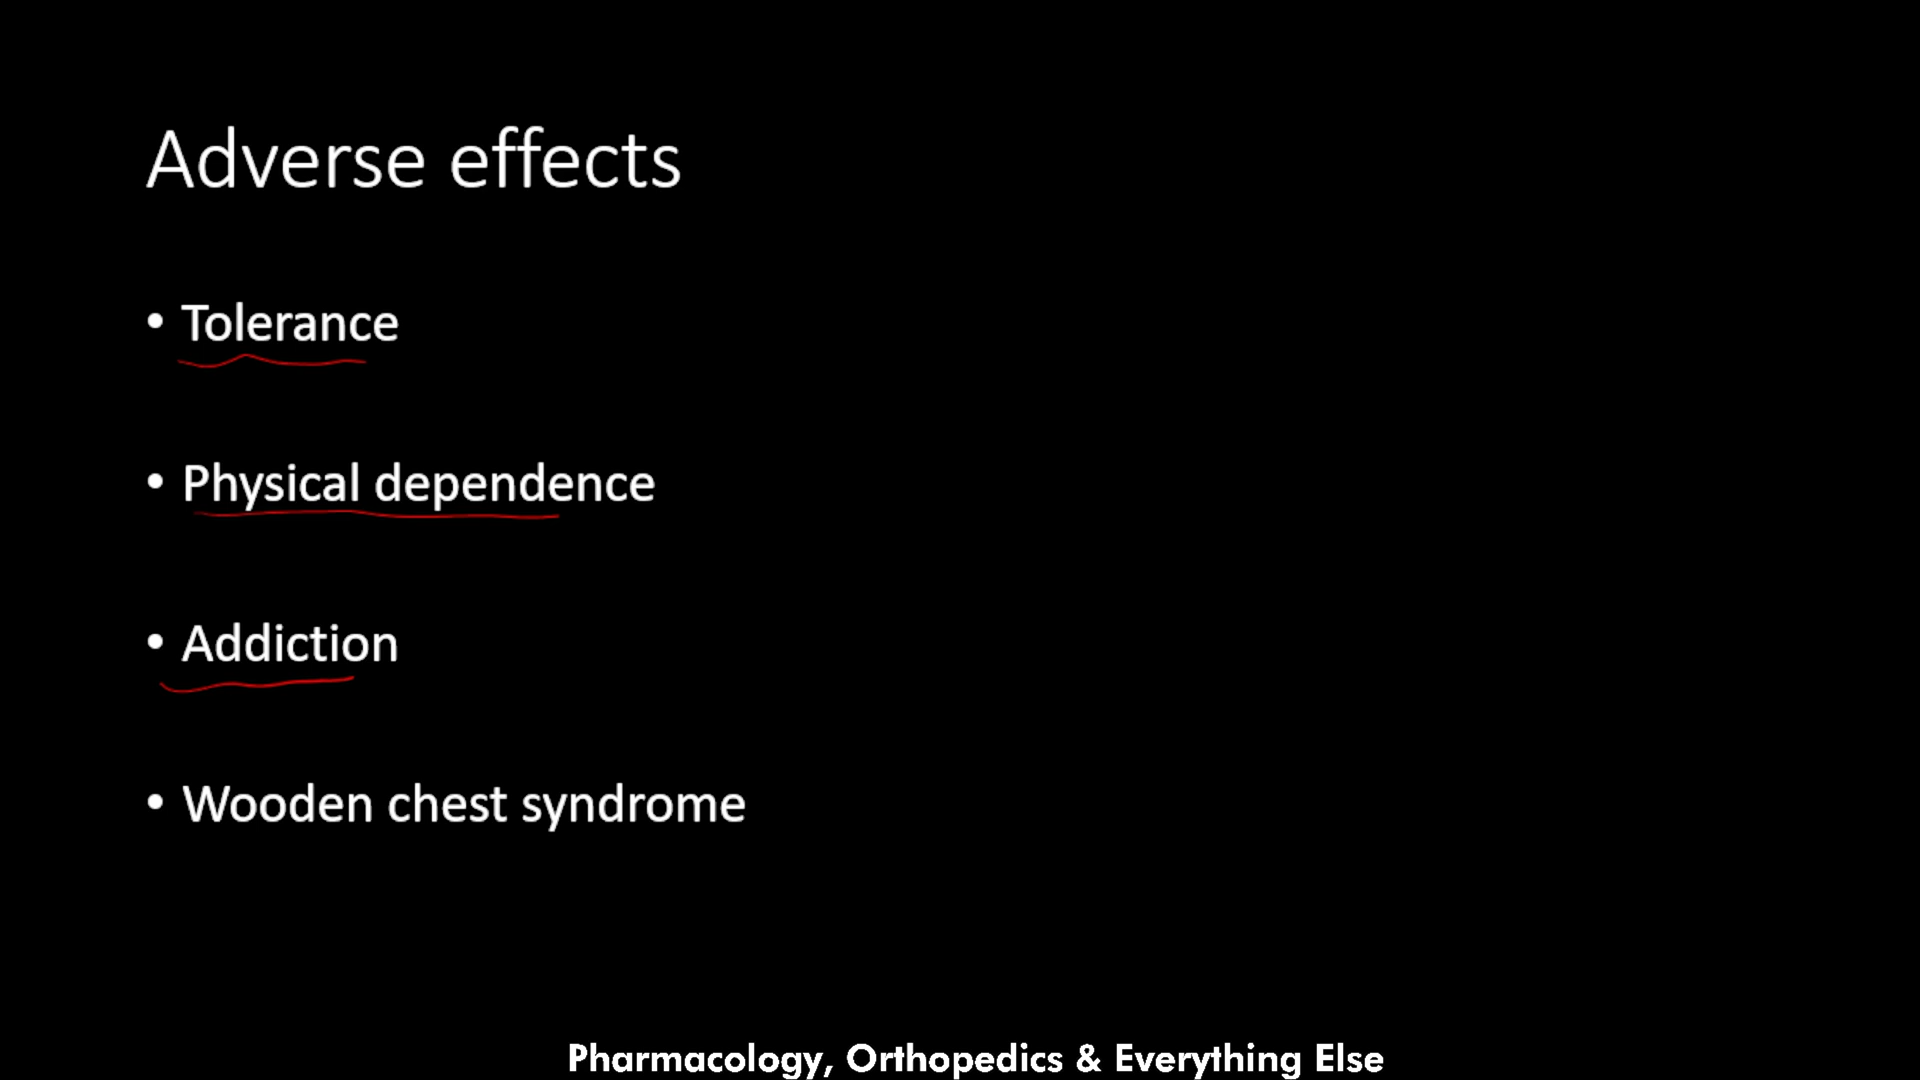 Adverse effects
• Tolerance
• Physical dependence
• Addiction
• Wooden chest syndrome
Pharmacology, Orthopedics & Everything Else